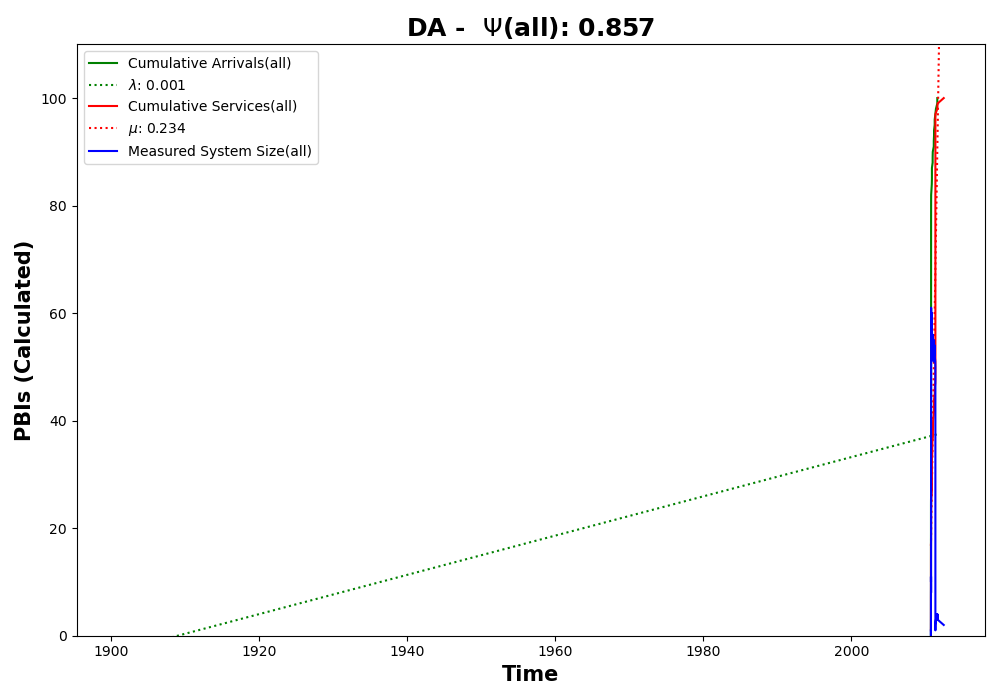 DA - Ψ(all): 0.857
Cumulative Arrivals(all)
λ: 0.001
Cumulative Services(all)
μ: 0.234
Measured System Size(all)
PBIs (Calculated)
100
80
60
40
20
0
1900 1920 1940 1960 1980 2000
Time